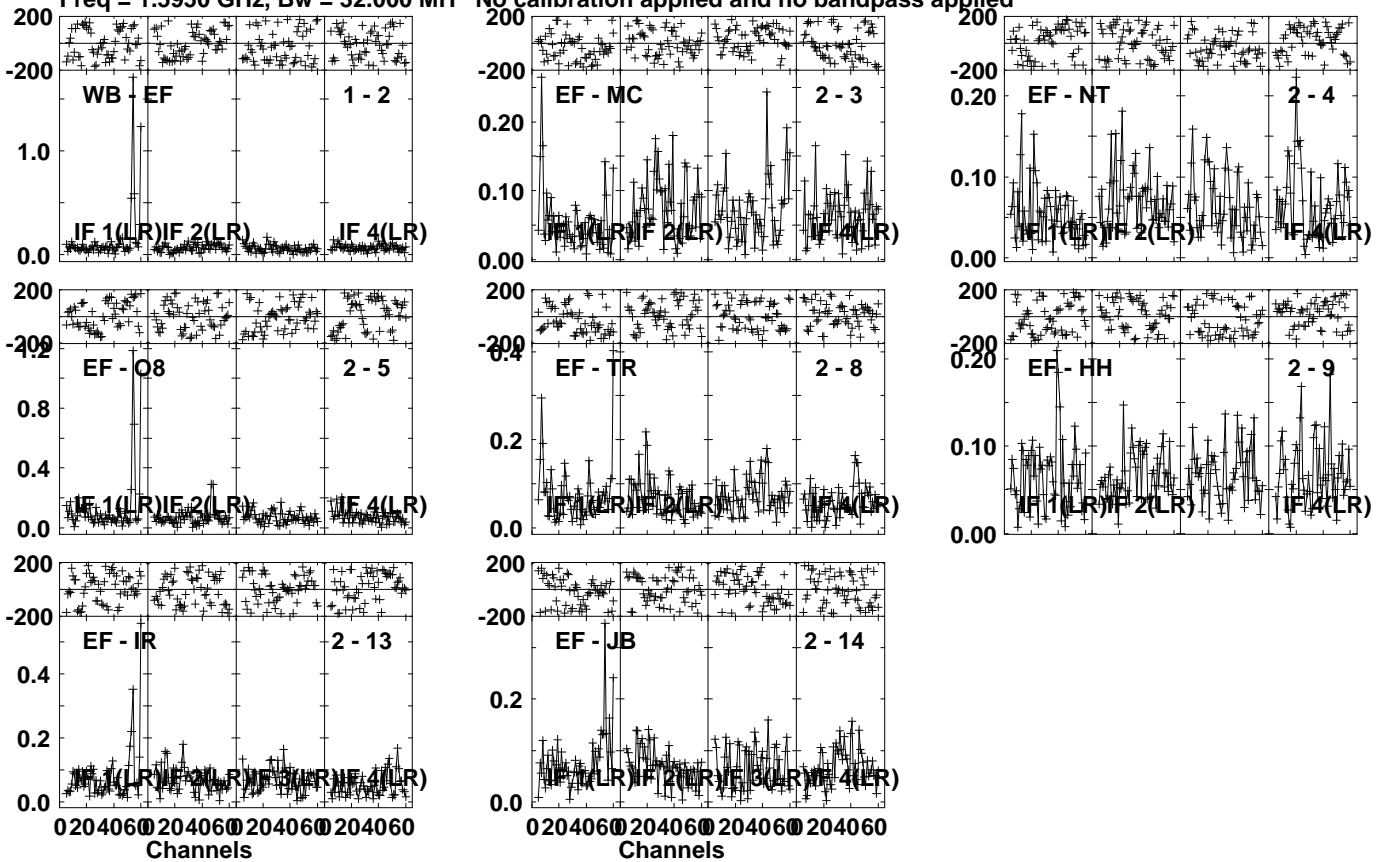 Freq = 1.5950 GHz, Bw = 32.000 MH No calibration applied and no bandpass applied
200
-200
WB - EF 1 - 2
1.0
0.0
IF 1(LR) IF 2(LR) IF 4(LR)
200
-200
EF - MC 2 - 3
0.20
0.10
0.00
IF 1(LR) IF 2(LR) IF 4(LR)
200
-200
EF - NT 2 - 4
0.20
0.10
0.00
IF 1(LR) IF 2(LR) IF 4(LR)
200
-200
1.2
EF - O8 2 - 5
0.8
0.4
0.0
IF 1(LR) IF 2(LR) IF 4(LR)
200
-200
0.4
EF - TR 2 - 8
0.2
0.0
IF 1(LR) IF 2(LR) IF 4(LR)
200
-200
0.20
EF - HH 2 - 9
0.10
0.00
IF 1(LR) IF 2(LR) IF 4(LR)
200
-200
EF - IR 2 - 13
0.4
0.2
0.0
IF 1(LR) IF 2(LR) IF 3(LR) IF 4(LR)
0 20 40 60 0 20 40 60 0 20 40 60 0 20 40 60
Channels
200
-200
EF - JB 2 - 14
0.2
0.0
IF 1(LR) IF 2(LR) IF 3(LR) IF 4(LR)
0 20 40 60 0 20 40 60 0 20 40 60 0 20 40 60
Channels